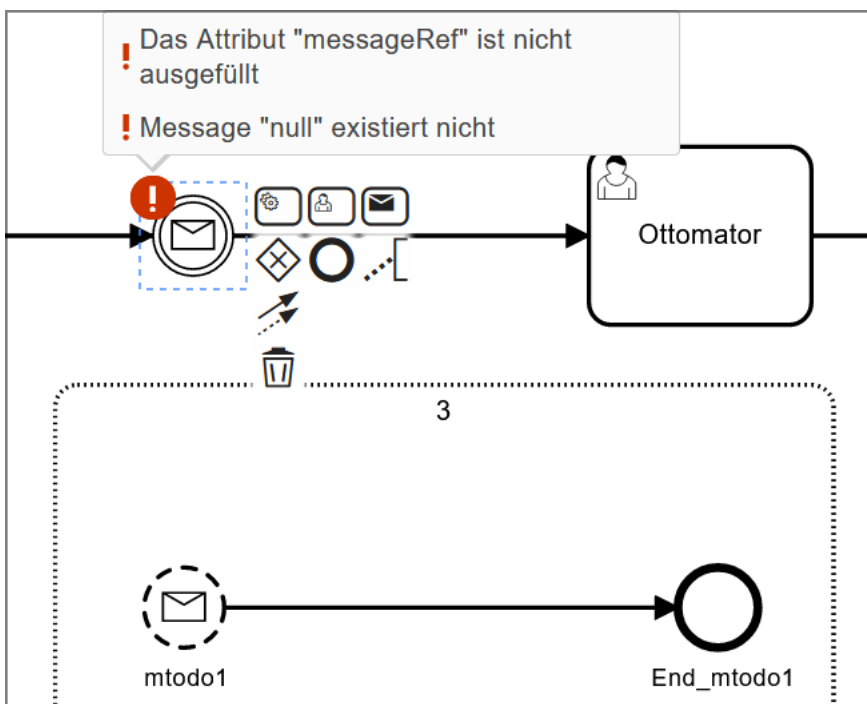 Das Attribut "messageRef" ist nicht
ausgefüllt
Message "null" existiert nicht
Ottomator
3
mtodo1
End_mtodo1